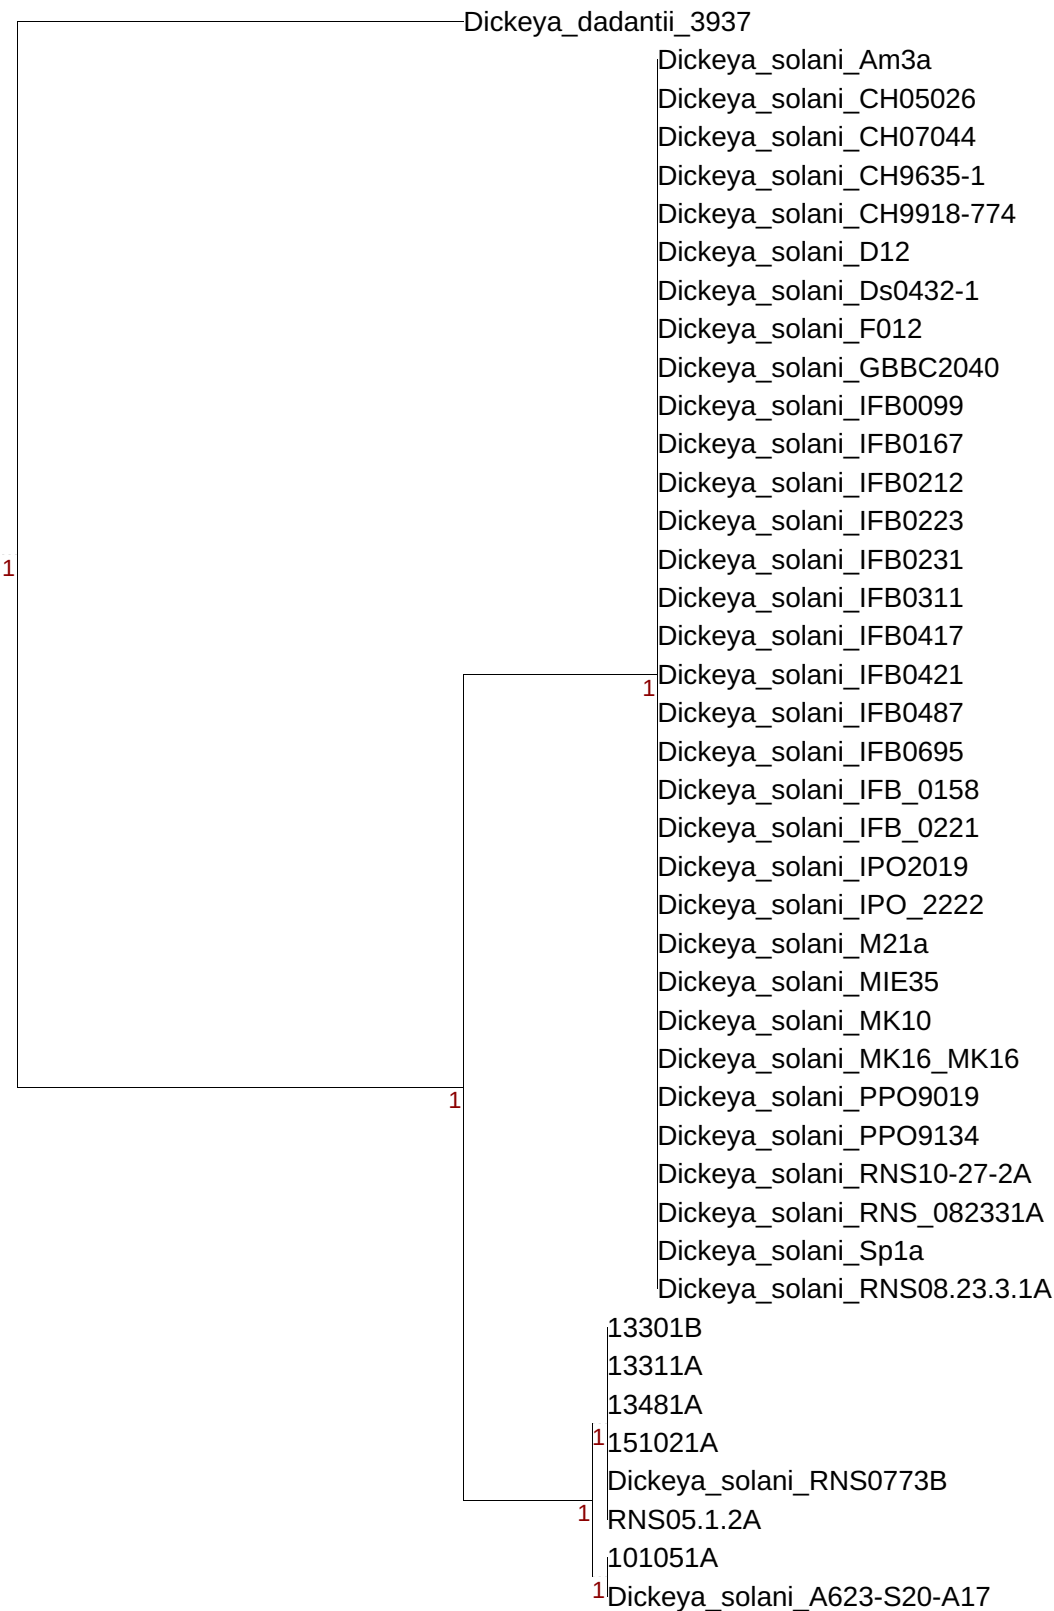 Dickeya_dadantii_3937
Dickeya_solani_Am3a
Dickeya_solani_CH05026
Dickeya_solani_CH07044
Dickeya_solani_CH9635-1
Dickeya_solani_CH9918-774
Dickeya_solani_D12
Dickeya_solani_Ds0432-1
Dickeya_solani_F012
Dickeya_solani_GBBC2040
Dickeya_solani_IFB0099
Dickeya_solani_IFB0167
Dickeya_solani_IFB0212
Dickeya_solani_IFB0223
Dickeya_solani_IFB0231
1
Dickeya_solani_IFB0311
Dickeya_solani_IFB0417
Dickeya_solani_IFB0421
1
Dickeya_solani_IFB0487
Dickeya_solani_IFB0695
Dickeya_solani_IFB_0158
Dickeya_solani_IFB_0221
Dickeya_solani_IPO2019
Dickeya_solani_IPO_2222
Dickeya_solani_M21a
Dickeya_solani_MIE35
Dickeya_solani_MK10
Dickeya_solani_MK16_MK16
Dickeya_solani_PPO9019
1
Dickeya_solani_PPO9134
Dickeya_solani_RNS10-27-2A
Dickeya_solani_RNS_082331A
Dickeya_solani_Sp1a
Dickeya_solani_RNS08.23.3.1A
13301B
13311A
13481A
1
151021A
Dickeya_solani_RNS0773B
1
RNS05.1.2A
101051A
1
Dickeya_solani_A623-S20-A17